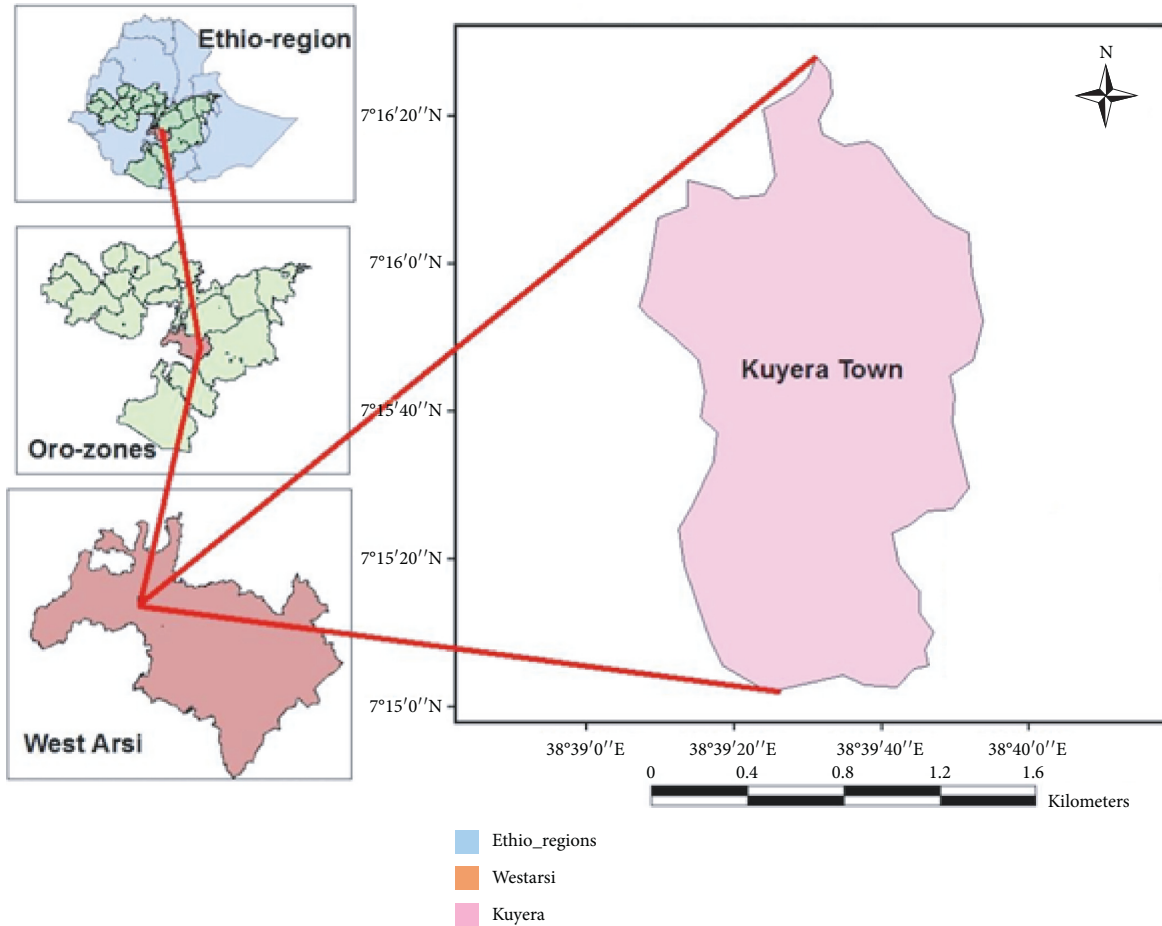 Ethio-region
Oro-zones
West Arsi
N
7°16′20′′N
7°16′0′′N
7°15′40′′N
7°15′20′′N
7°15′0′′N
Kuyera Town
38°39′0′′E 38°39′20′′E 38°39′40′′E 38°40′0′′E
0 0.4 0.8 1.2 1.6
Kilometers
Ethio_regions
Westarsi
Kuyera